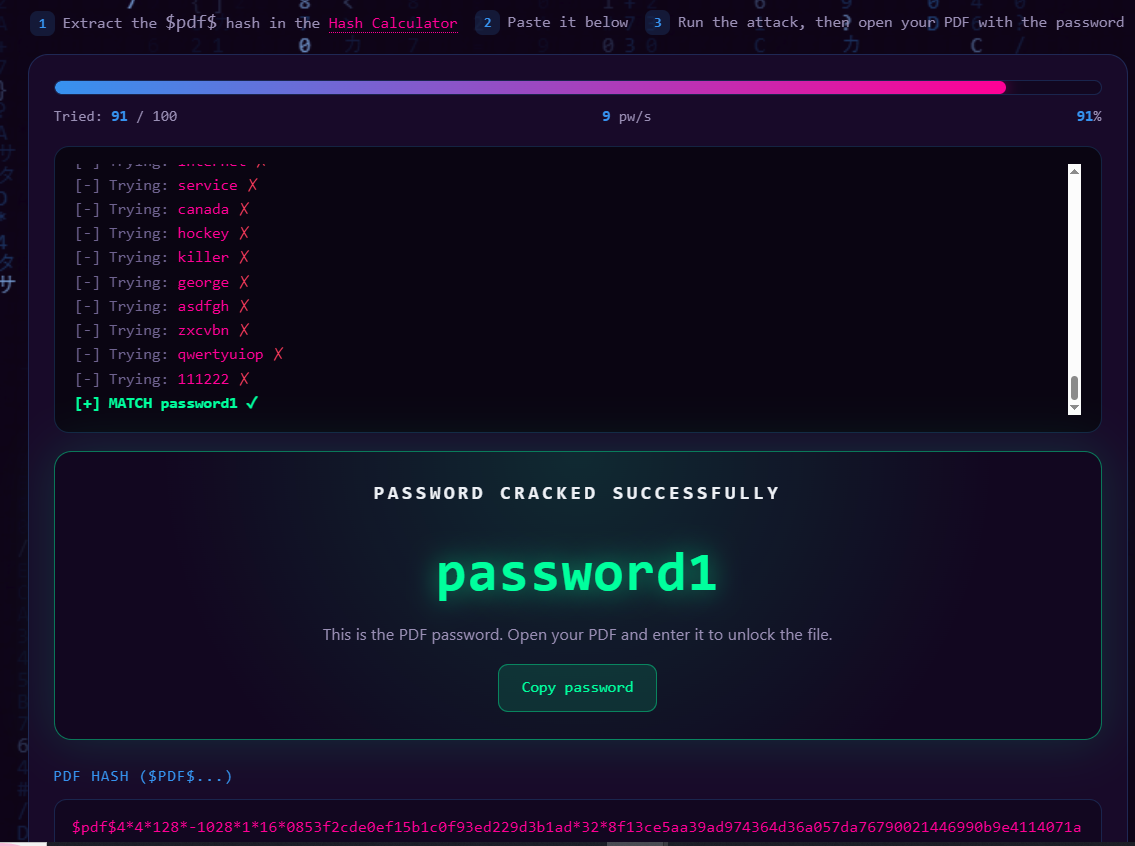 1 Extract the $pdf$ hash in the Hash Calculator 2 Paste it below 3 Run the attack, then open your PDF with the password
Tried: 91 / 100 9 pw/s 91%
[-] Trying: internet ✗
[-] Trying: service ✗
[-] Trying: canada ✗
[-] Trying: hockey ✗
[-] Trying: killer ✗
[-] Trying: george ✗
[-] Trying: asdfgh ✗
[-] Trying: zxcvbn ✗
[-] Trying: qwertyuiop ✗
[-] Trying: 111222 ✗
[+] MATCH password1 ✓
PASSWORD CRACKED SUCCESSFULLY
password1
This is the PDF password. Open your PDF and enter it to unlock the file.
Copy password
PDF HASH ($PDF$...)
$pdf$4*4*128*-1028*1*16*0853f2cde0ef15b1c0f93ed229d3b1ad*32*8f13ce5aa39ad974364d36a057da76790021446990b9e4114071a